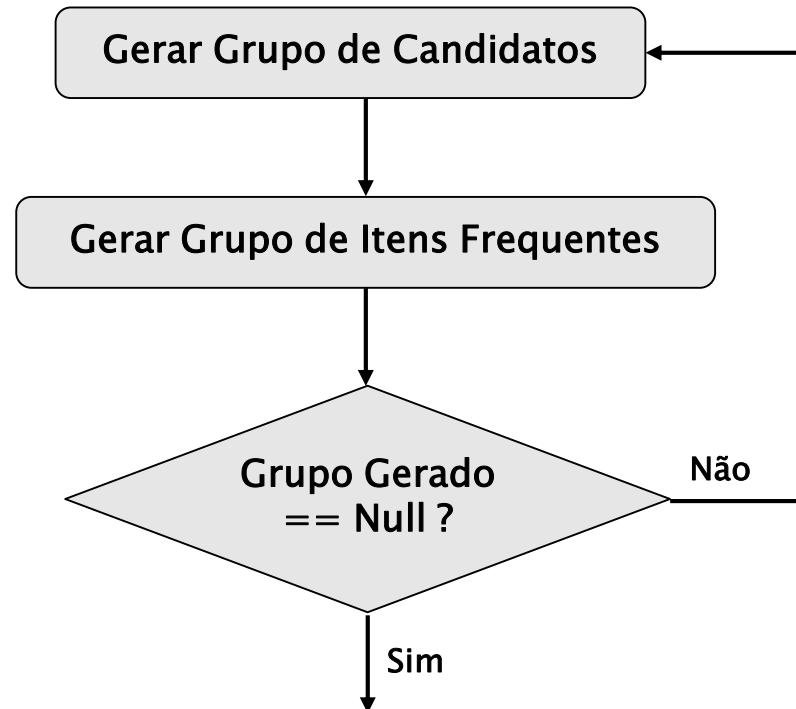 Gerar Grupo de Candidatos
Gerar Grupo de Itens Frequentes
Grupo Gerado
== Null ?
Não
Sim